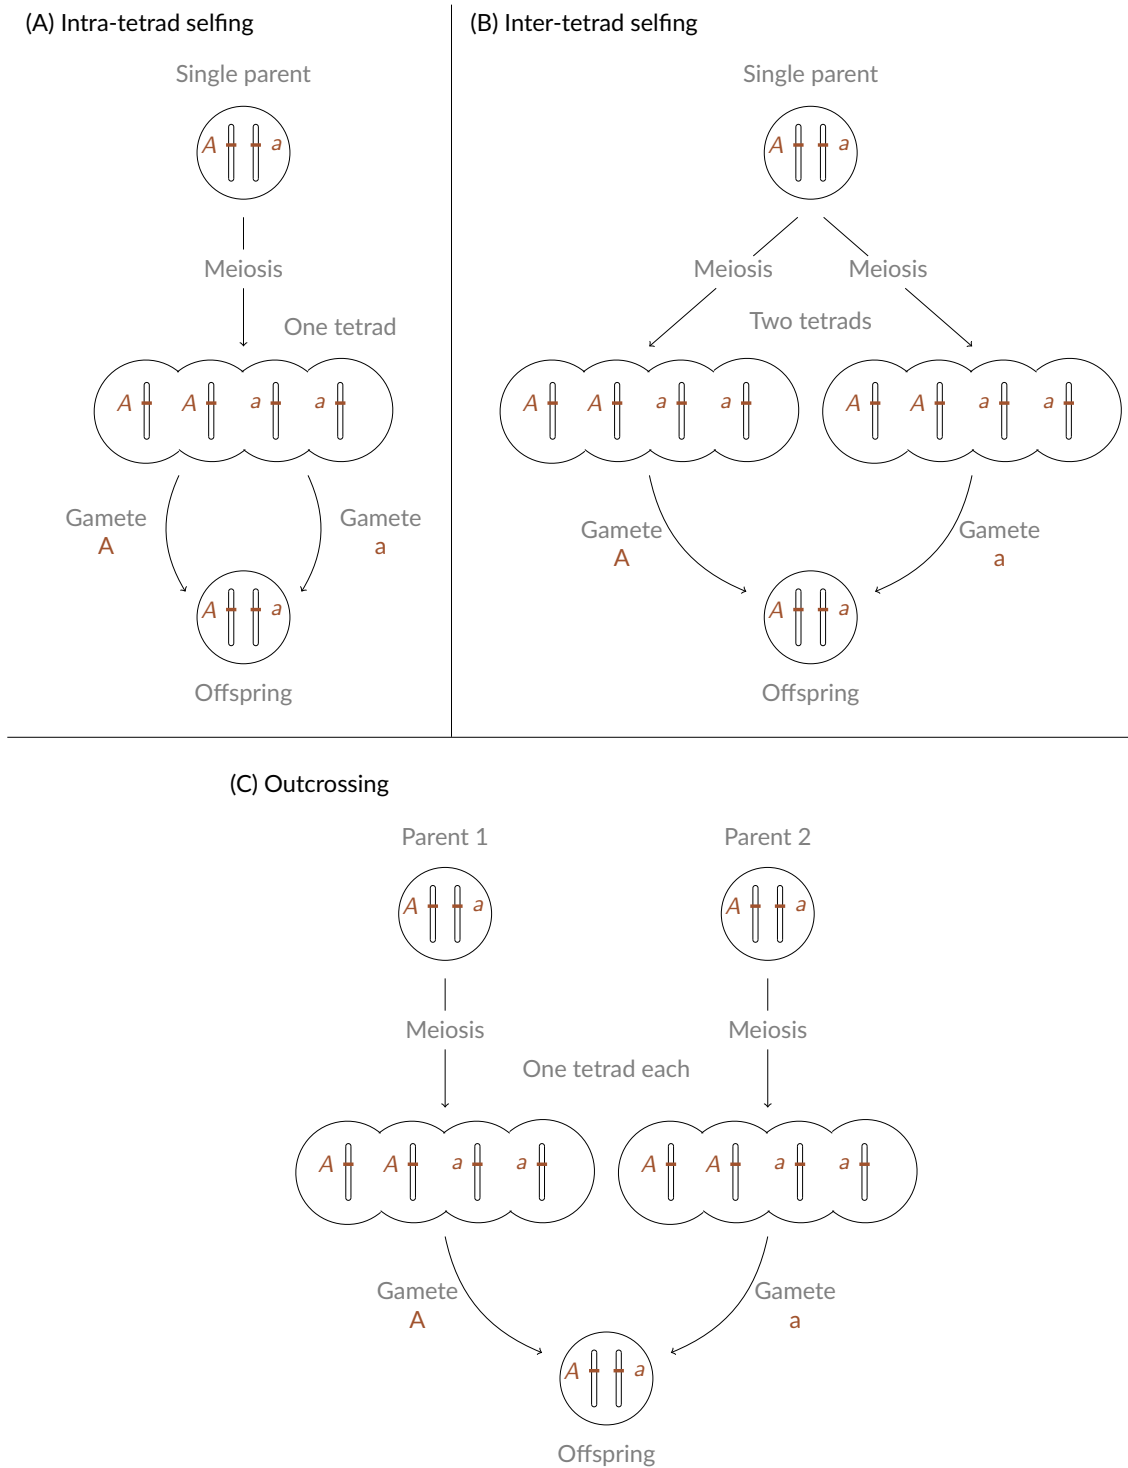 (A) Intra-tetrad selfing
Single parent
A a
Meiosis
One tetrad
A A a a
Gamete
A
Gamete
a
A a
Offspring
(B) Inter-tetrad selfing
Single parent
A a
Meiosis Meiosis
Two tetrads
A A a a A A a a
Gamete
A
Gamete
a
A a
Offspring
(C) Outcrossing
Parent 1 Parent 2
A a A a
Meiosis Meiosis
One tetrad each
A A a a A A a a
Gamete
A
Gamete
a
A a
Offspring